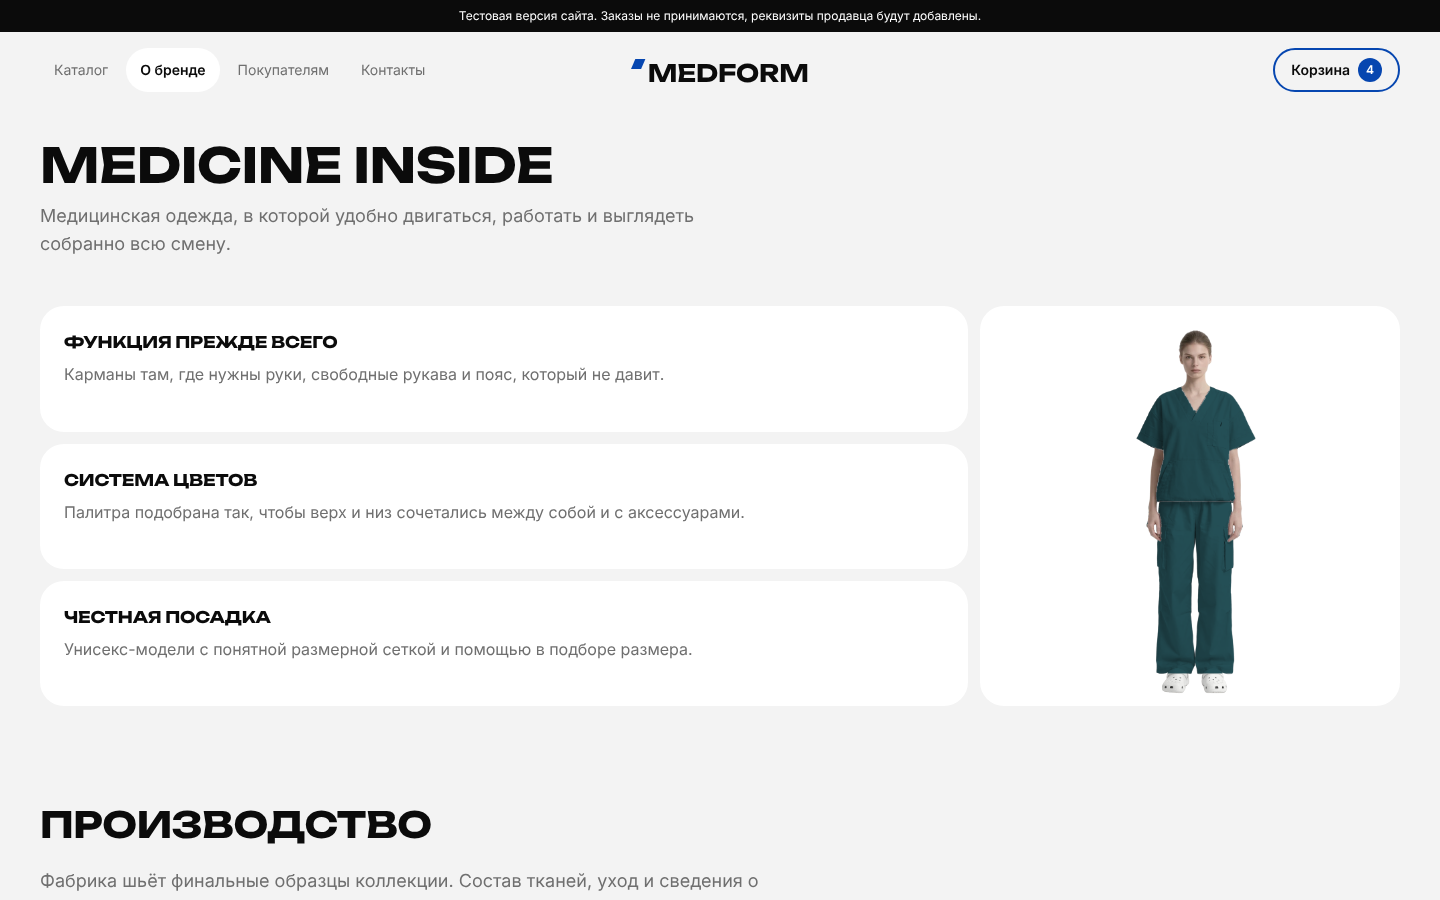 Тестовая версия сайта. Заказы не принимаются, реквизиты продавца будут добавлены.
Каталог
О бренде
Покупателям
Контакты
MEDFORM
Корзина 4
MEDICINE INSIDE
Медицинская одежда, в которой удобно двигаться, работать и выглядеть
собранно всю смену.
ФУНКЦИЯ ПРЕЖДЕ ВСЕГО
Карманы там, где нужны руки, свободные рукава и пояс, который не давит.
СИСТЕМА ЦВЕТОВ
Палитра подобрана так, чтобы верх и низ сочетались между собой и с аксессуарами.
ЧЕСТНАЯ ПОСАДКА
Унисекс-модели с понятной размерной сеткой и помощью в подборе размера.
ПРОИЗВОДСТВО
Фабрика шьёт финальные образцы коллекции. Состав тканей, уход и сведения о